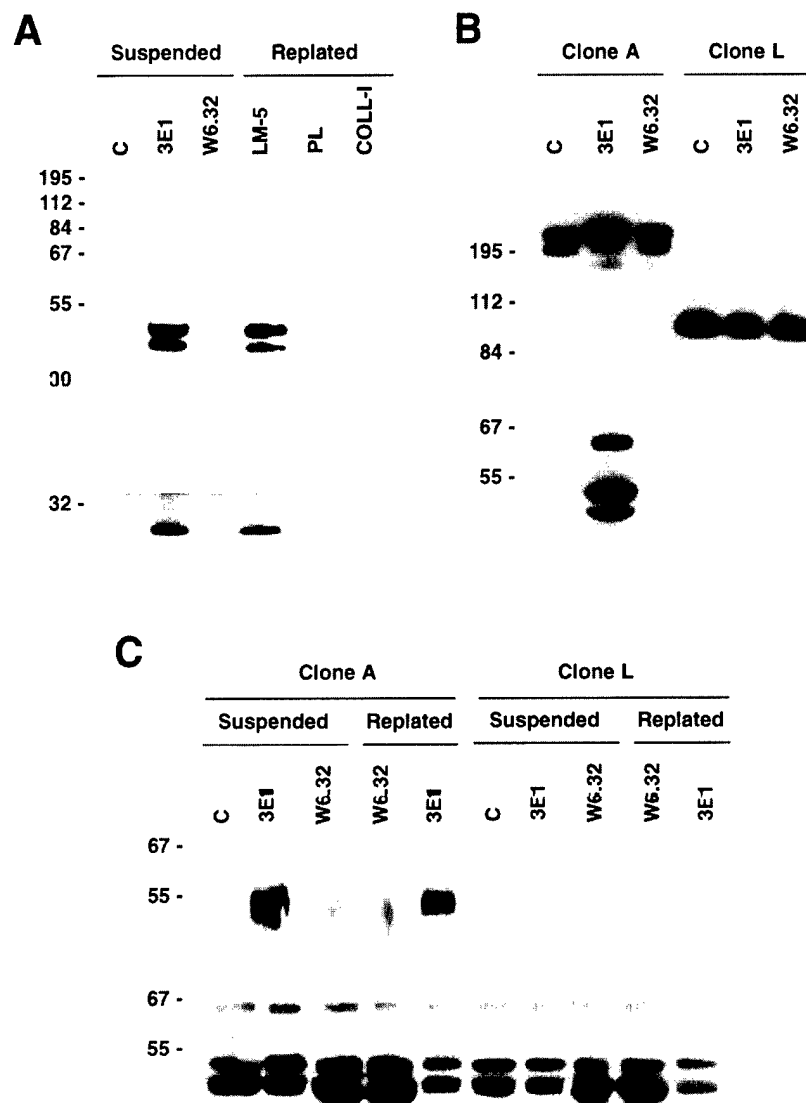 A
Suspended Replated
C 3E1 W6.32 LM-5 PL COLL-I
195 -
112 -
84 -
67 -
55 -
30
32 -
B
Clone A Clone L
C 3E1 W6.32 C 3E1 W6.32
195 -
112 -
84 -
67 -
55 -
C
Clone A Clone L
Suspended Replated Suspended Replated
C 3E1 W6.32 W6.32 3E1 C 3E1 W6.32 W6.32 3E1
67 -
55 -
67 -
55 -